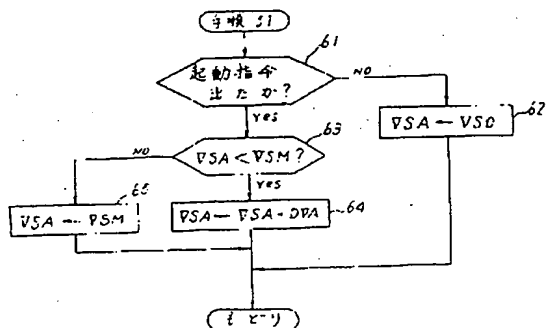 手順 51
61
起動指令
出たか?
NO
YES
62
VSA ← VSO
63
VSA < VSM?
NO
YES
65
VSA ← VSM
64
VSA ← VSA + DVA
もどり